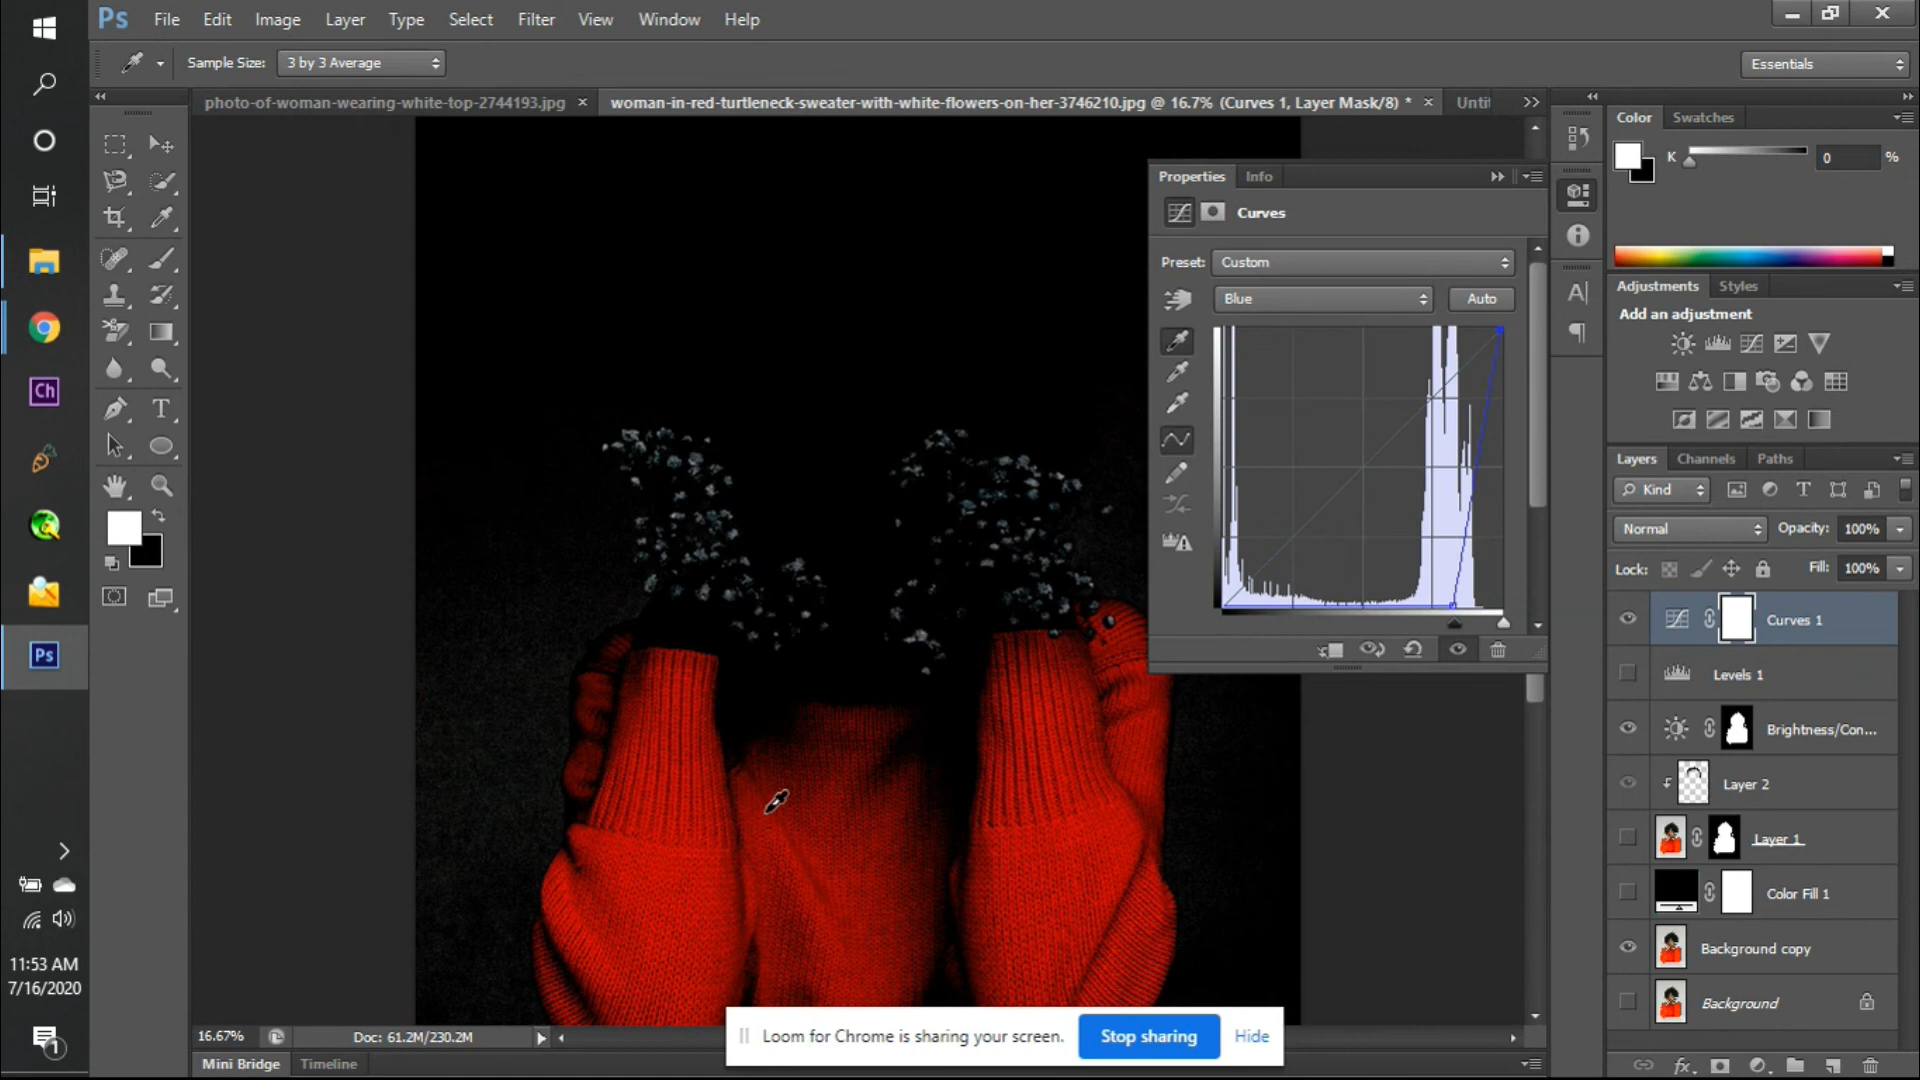 Ps File Edit Image Layer Type Select Filter View Window Help
Sample Size: 3 by 3 Average
Essentials
photo-of-woman-wearing-white-top-2744193.jpg ×
woman-in-red-turtleneck-sweater-with-white-flowers-on-her-3746210.jpg @ 16.7% (Curves 1, Layer Mask/8) * ×
Unti
Color Swatches
K 0 %
Properties Info
Curves
Preset: Custom
Blue Auto
Adjustments Styles
Add an adjustment
Layers Channels Paths
Kind
Normal Opacity: 100%
Lock: Fill: 100%
Curves 1
Levels 1
Brightness/Con...
Layer 2
Layer 1
Color Fill 1
Background copy
Background
Ch
Ps
T
A
11:53 AM
7/16/2020
1
16.67% Doc: 61.2M/230.2M
Loom for Chrome is sharing your screen. Stop sharing Hide
Mini Bridge Timeline